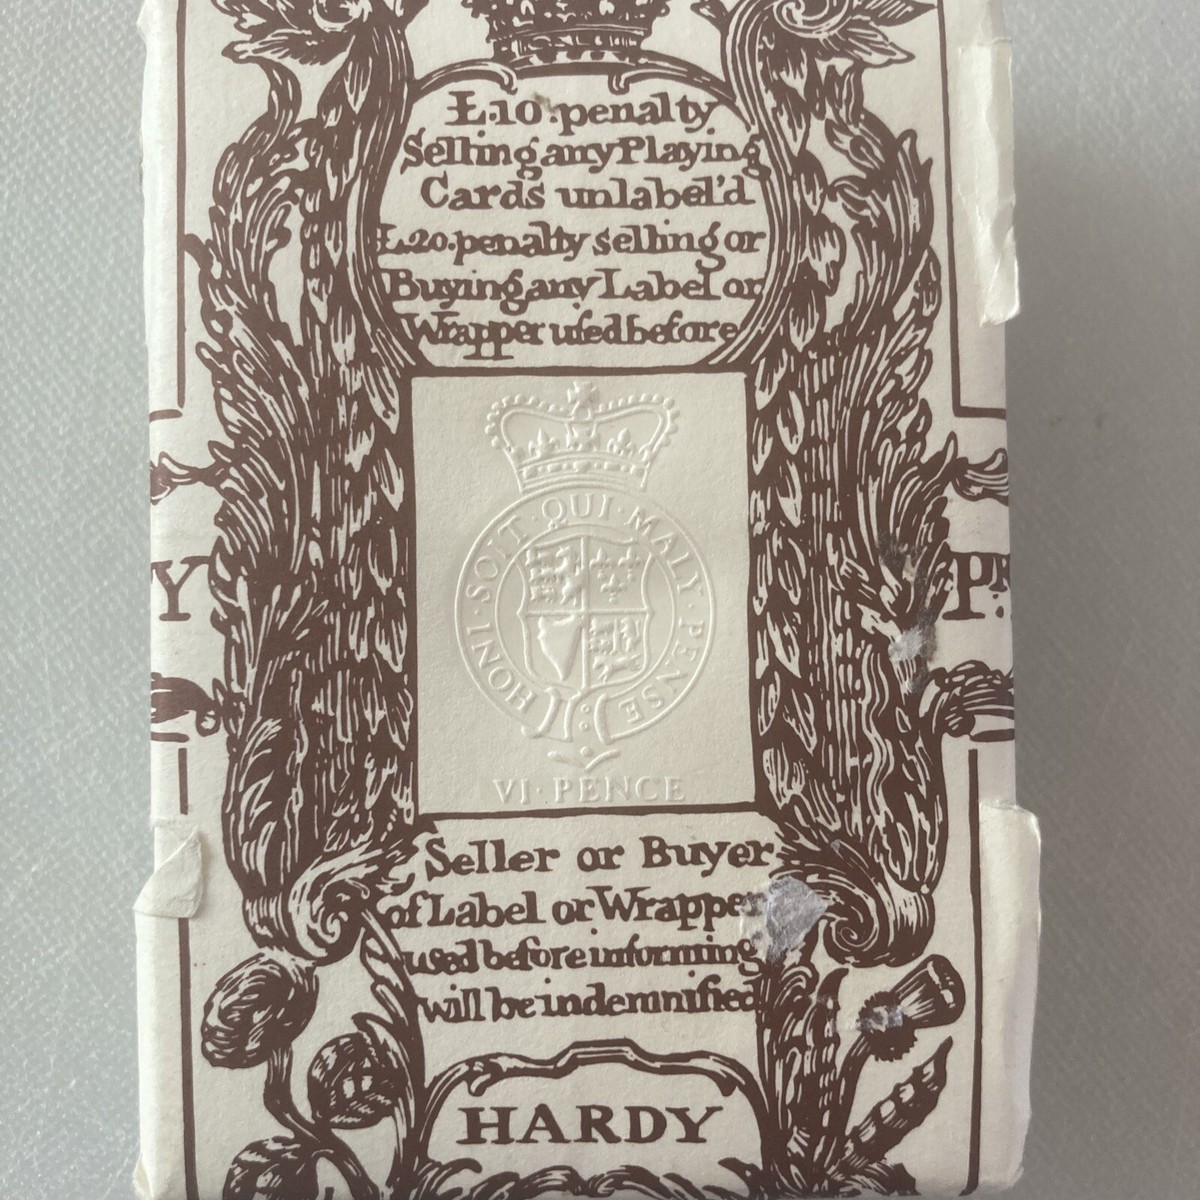 £.10.penalty
Selling any Playing
Cards unlabel'd
£20.penalty selling or
Buying any Label or
Wrapper uſed before
HONI·SOIT·QUI·MALY·PENSE
VI·PENCE
Y
PR.
Seller or Buyer
of Label or Wrapper
uſed before informing
will be indemnified
HARDY